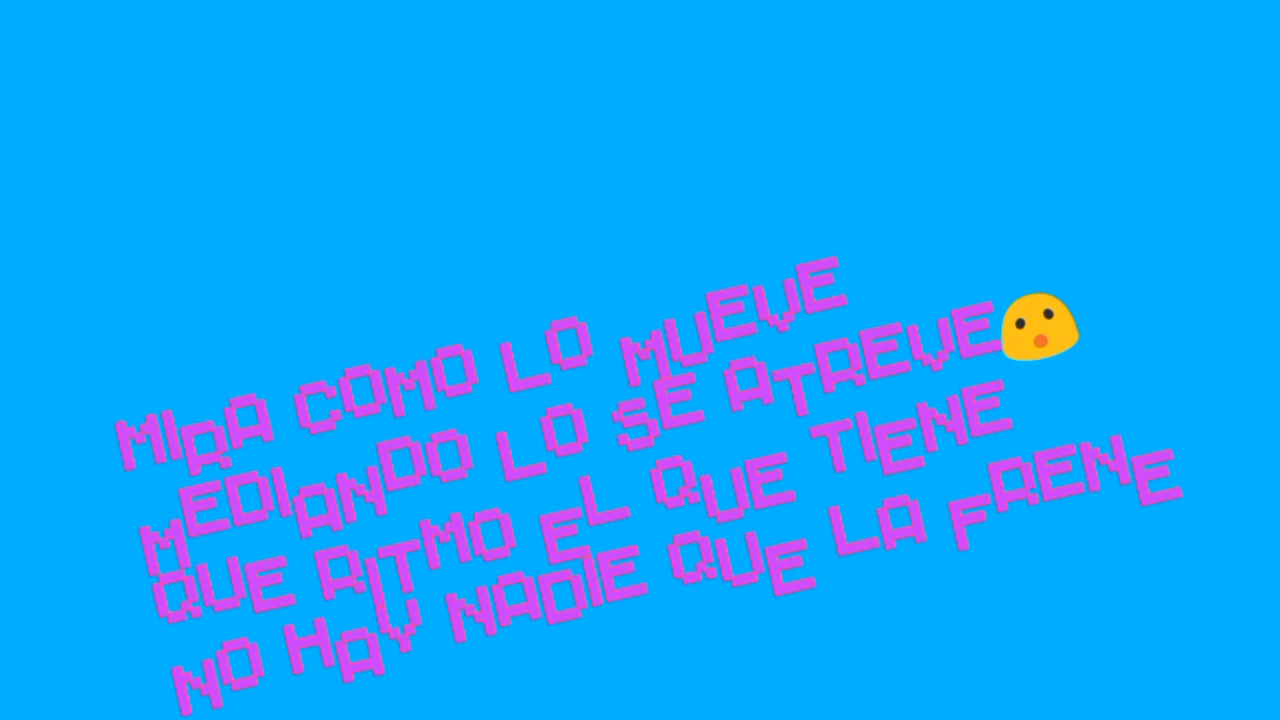 MIRA COMO LO MUEVE
MEDIANDO LO SE ATREVE😮
QUE RITMO EL QUE TIENE
NO HAY NADIE QUE LA FRENE